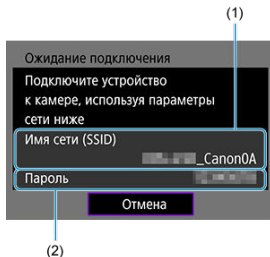 (1)
Ожидание подключения
Подключите устройство
к камере, используя параметры
сети ниже
Имя сети (SSID)
_Canon0A
Пароль
Отмена
(2)